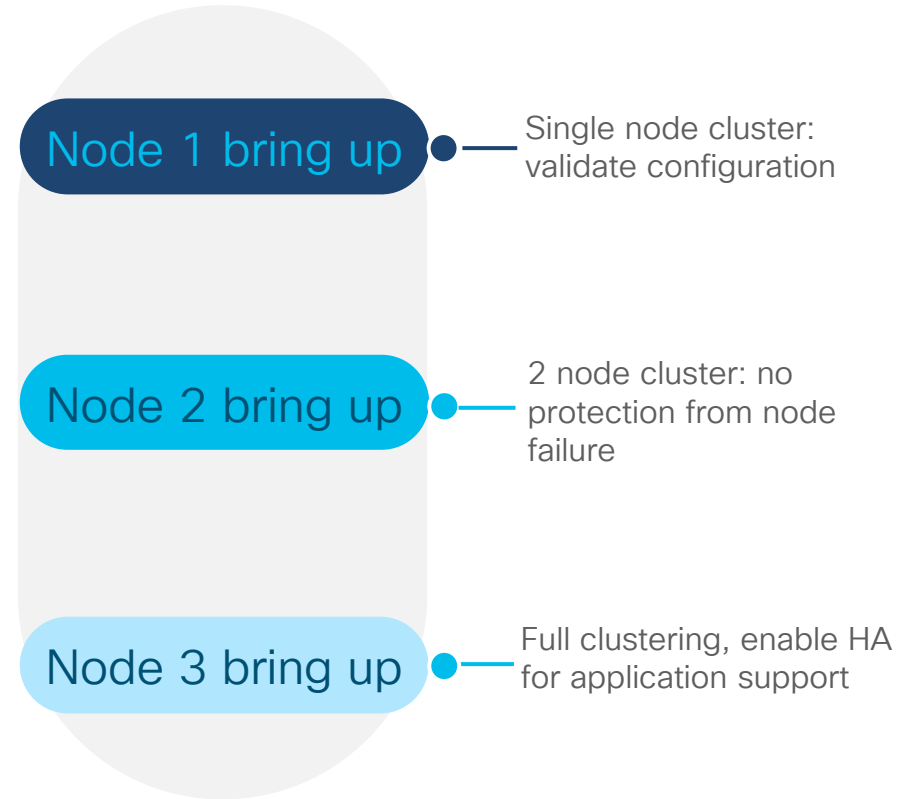 Node 1 bring up
Single node cluster:
validate configuration
Node 2 bring up
2 node cluster: no
protection from node
failure
Node 3 bring up
Full clustering, enable HA
for application support